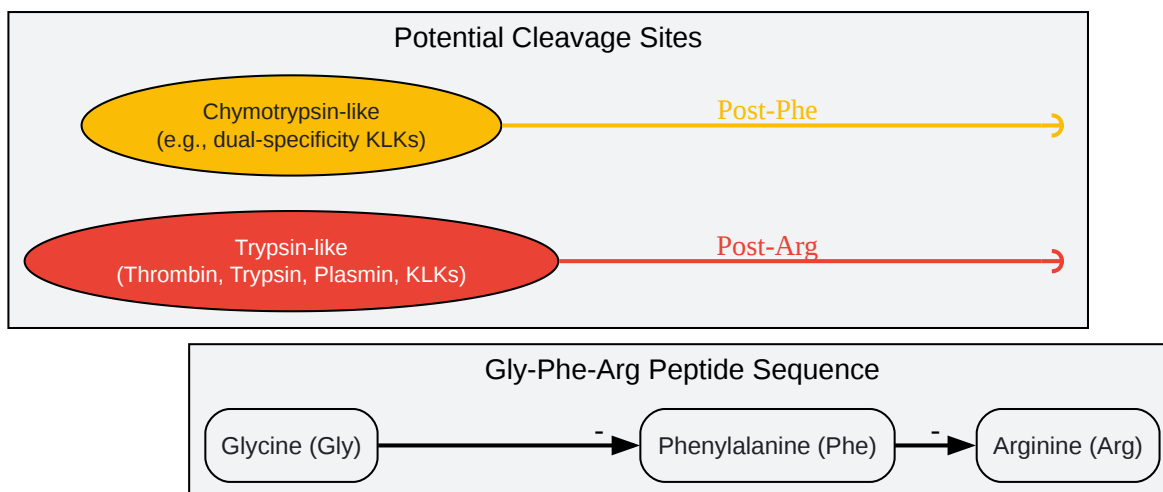 Potential Cleavage Sites
Chymotrypsin-like
(e.g., dual-specificity KLKs)
Post-Phe
Trypsin-like
(Thrombin, Trypsin, Plasmin, KLKs)
Post-Arg
Gly-Phe-Arg Peptide Sequence
Glycine (Gly)
-
Phenylalanine (Phe)
-
Arginine (Arg)